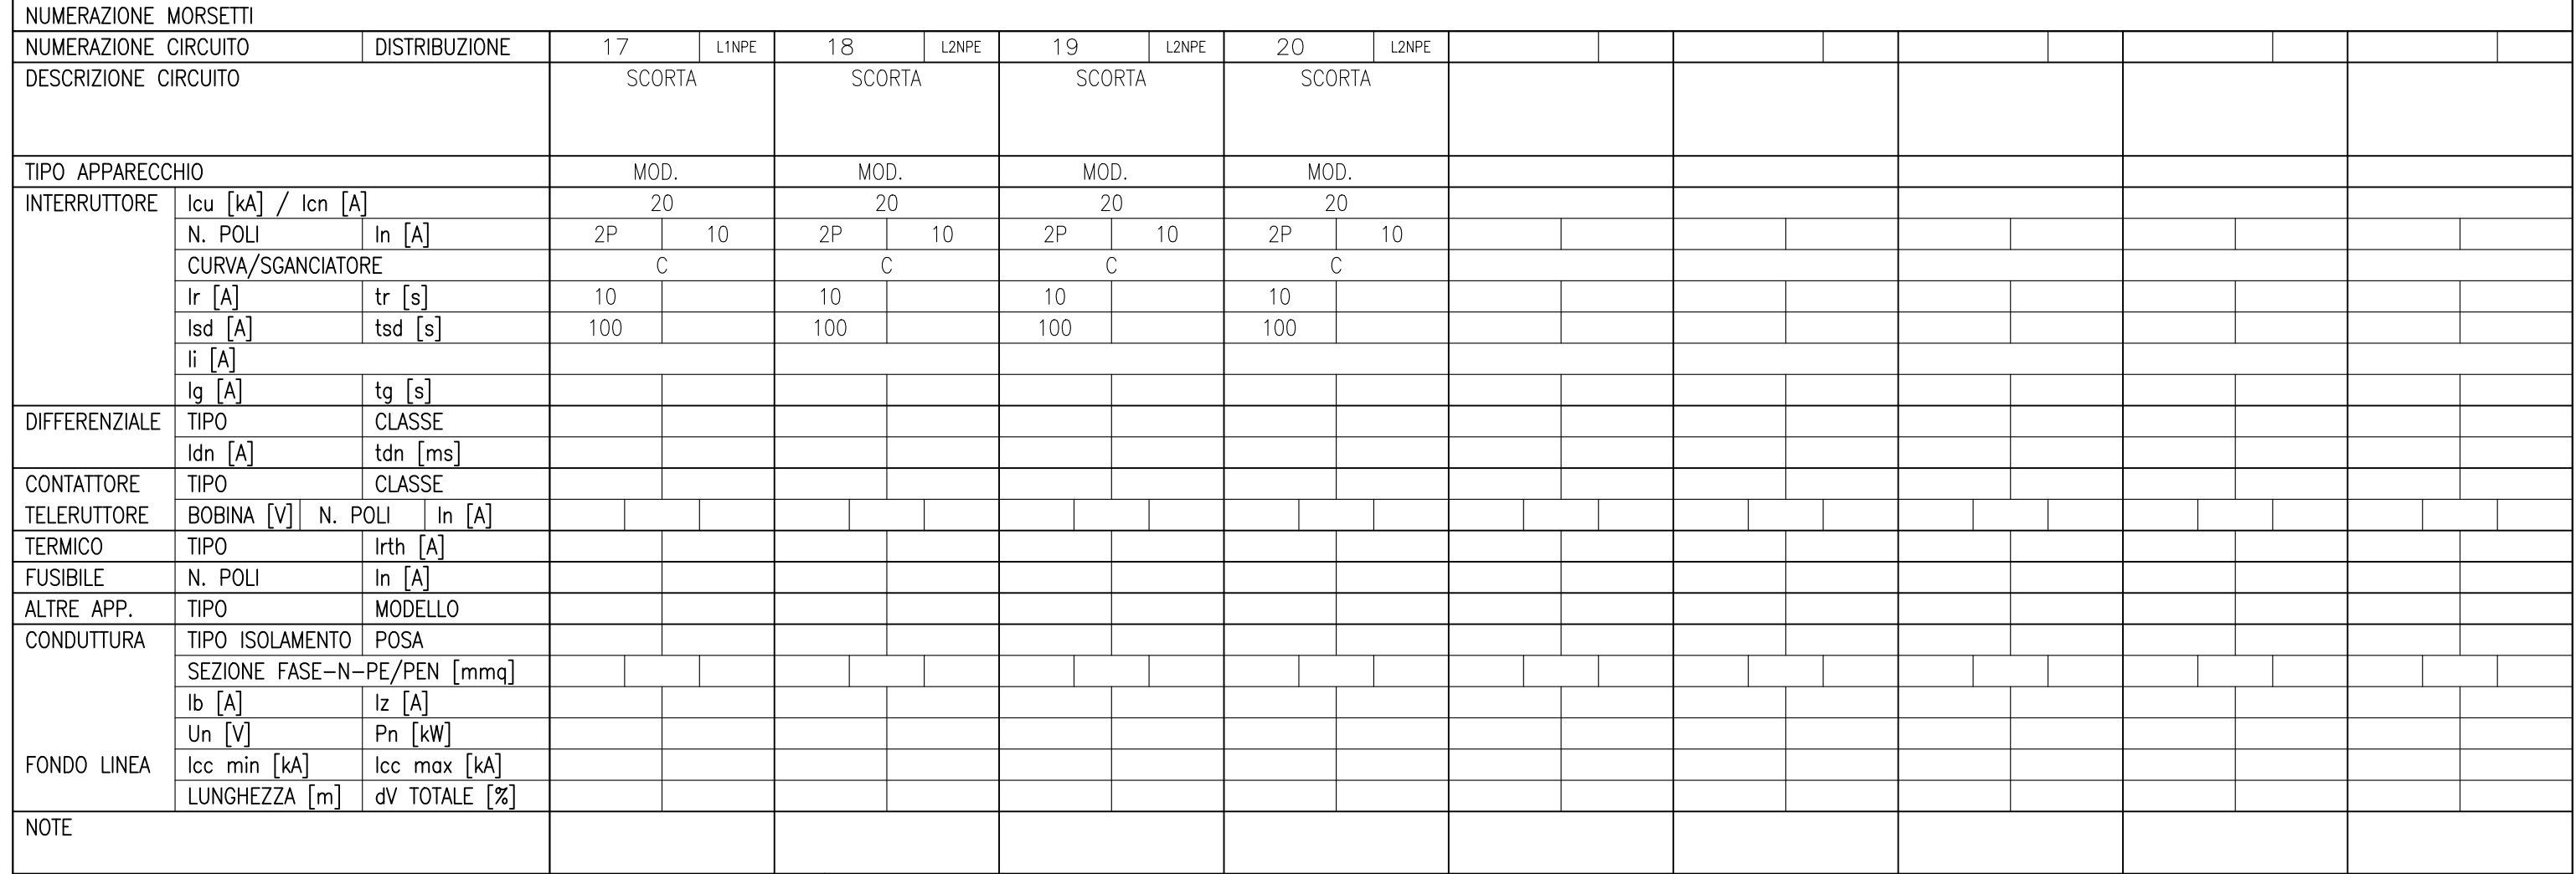 NUMERAZIONE MORSETTI
NUMERAZIONE CIRCUITO DISTRIBUZIONE 17 L1NPE 18 L2NPE 19 L2NPE 20 L2NPE
DESCRIZIONE CIRCUITO SCORTA SCORTA SCORTA SCORTA
TIPO APPARECCHIO MOD. MOD. MOD. MOD.
INTERRUTTORE Icu [kA] / Icn [A] 20 20 20 20
N. POLI In [A] 2P 10 2P 10 2P 10 2P 10
CURVA/SGANCIATORE C C C C
Ir [A] tr [s] 10 10 10 10
Isd [A] tsd [s] 100 100 100 100
Ii [A]
Ig [A] tg [s]
DIFFERENZIALE TIPO CLASSE
Idn [A] tdn [ms]
CONTATTORE TIPO CLASSE
TELERUTTORE BOBINA [V] N. POLI In [A]
TERMICO TIPO Irth [A]
FUSIBILE N. POLI In [A]
ALTRE APP. TIPO MODELLO
CONDUTTURA TIPO ISOLAMENTO POSA
SEZIONE FASE-N-PE/PEN [mmq]
Ib [A] Iz [A]
Un [V] Pn [kW]
FONDO LINEA Icc min [kA] Icc max [kA]
LUNGHEZZA [m] dV TOTALE [%]
NOTE